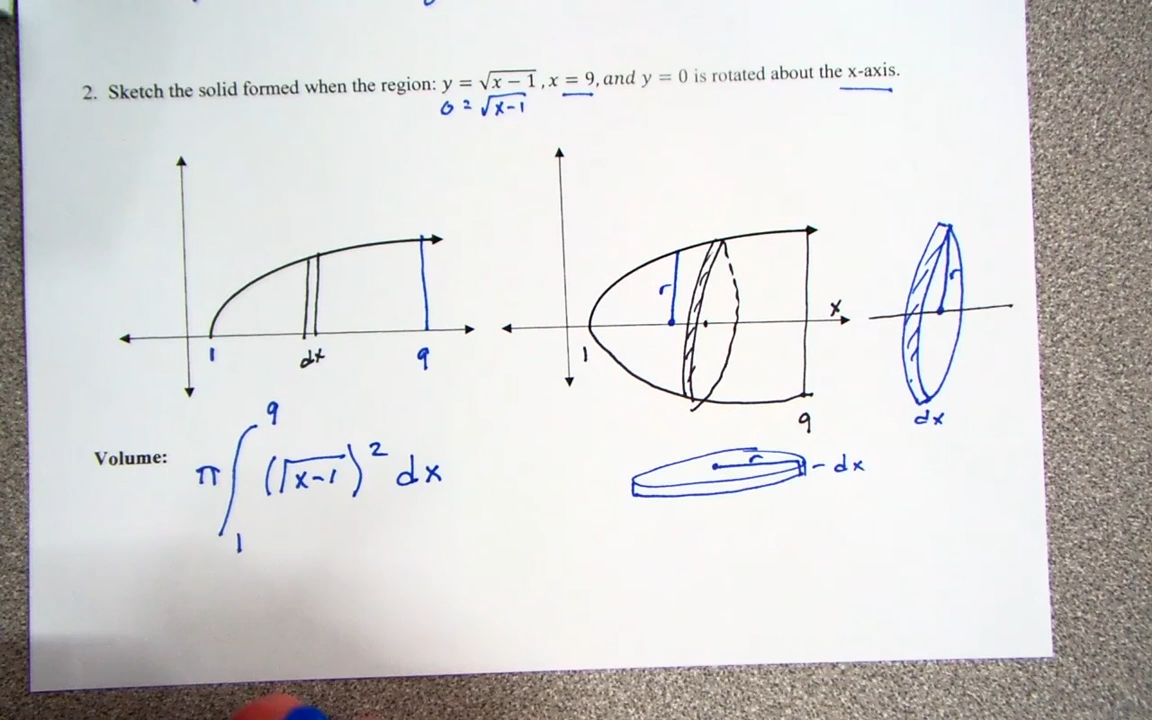 2. Sketch the solid formed when the region: y = √x − 1 , x = 9, and y = 0 is rotated about the x-axis.
0 = √x-1
1 dx 9
r x 1 9
r dx
Volume: π ∫ 9 1 (√x-1)² dx
r - dx